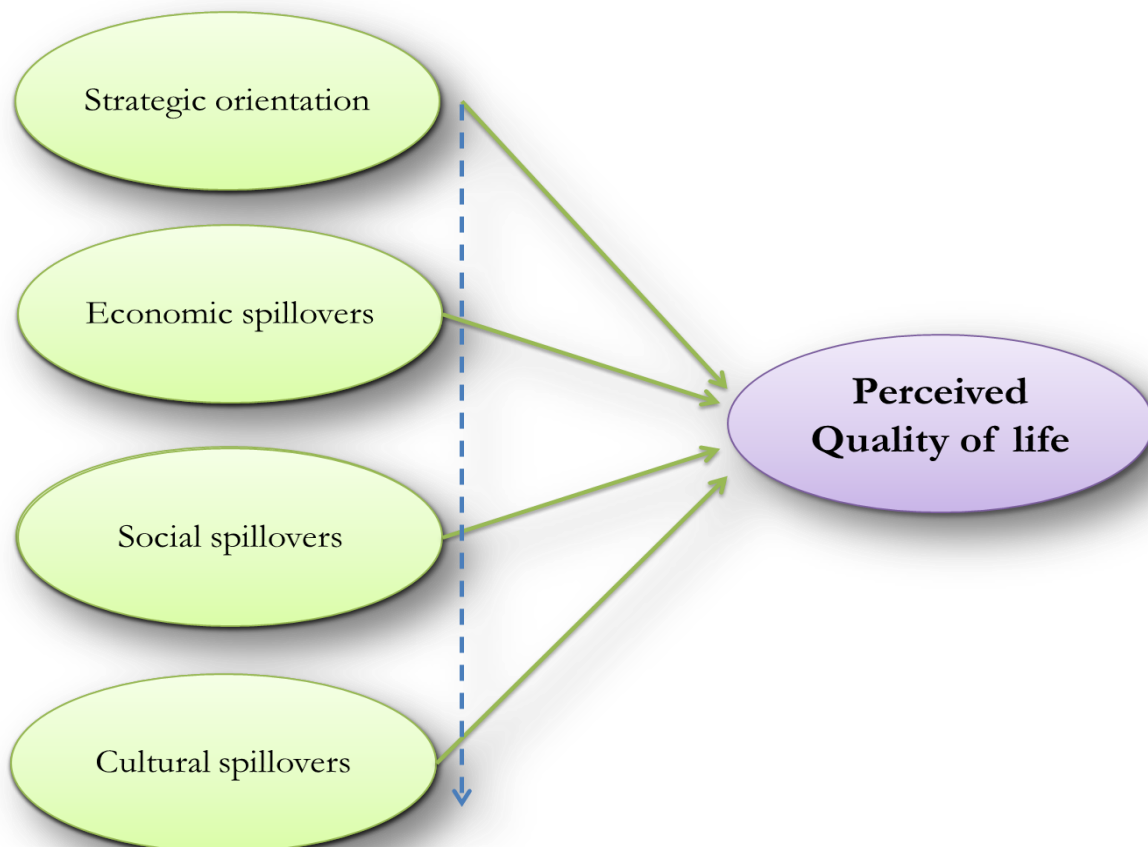 Strategic orientation
Economic spillovers
Perceived
Quality of life
Social spillovers
Cultural spillovers